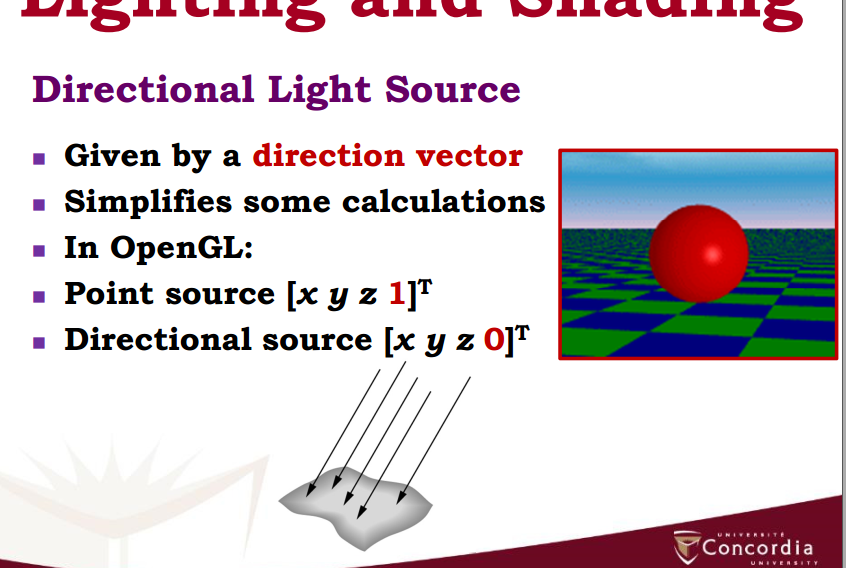 Lighting and Shading
Directional Light Source
Given by a direction vector
Simplifies some calculations
In OpenGL:
Point source [x y z 1]ᵀ
Directional source [x y z 0]ᵀ
UNIVERSITÉ
Concordia
UNIVERSITY